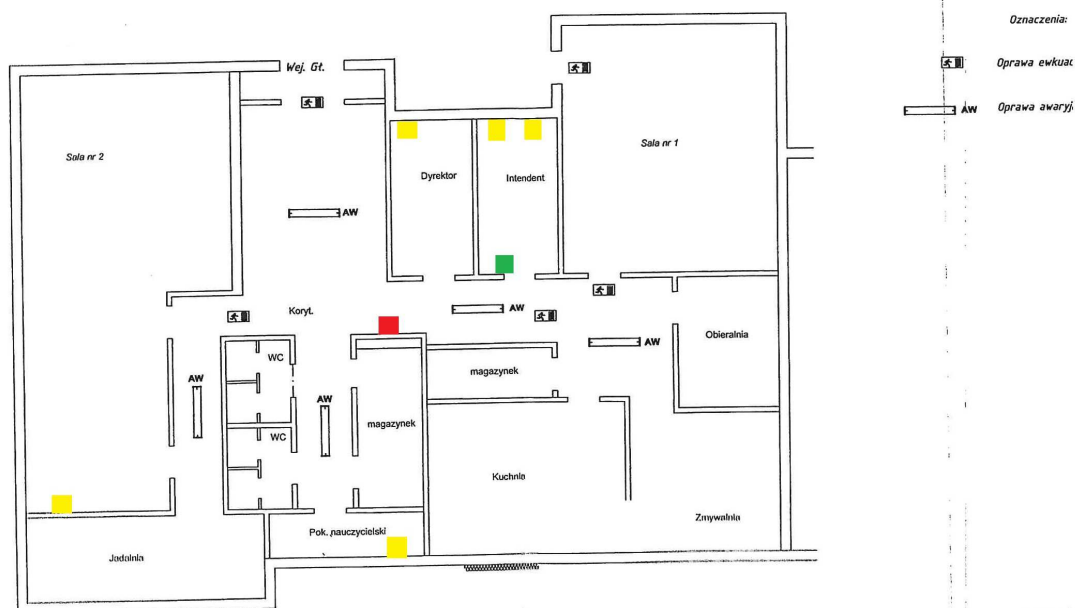 Oznaczenia:
Wej. Gł.
Oprawa ewkuac
AW Oprawa awaryj
Sala nr 2
Sala nr 1
Dyrektor
Intendent
AW
Koryt.
AW
AW
Obieralnia
WC
magazynek
AW
AW
magazynek
WC
Kuchnia
Zmywalnia
Pok. nauczycielski
Jadalnia